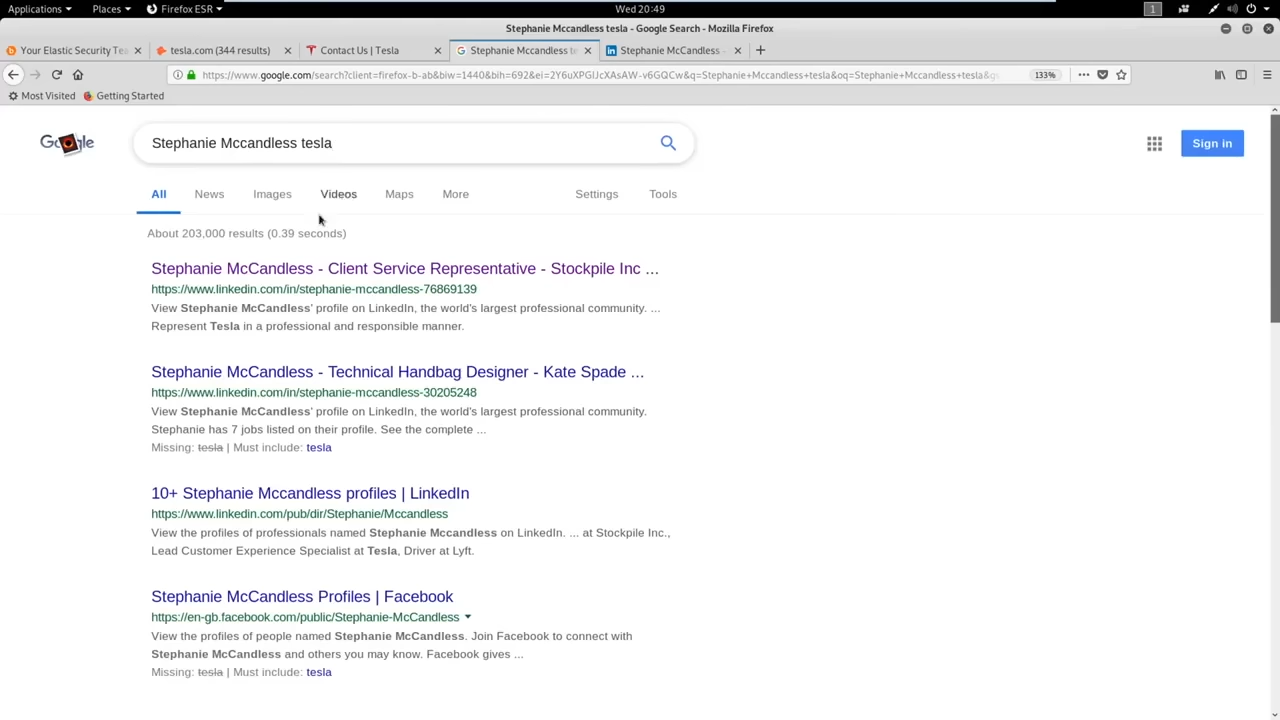 Applications Places Firefox ESR Wed 20:49 1
Stephanie Mccandless tesla - Google Search - Mozilla Firefox
Your Elastic Security Tea tesla.com (344 results) Contact Us | Tesla Stephanie Mccandless te Stephanie McCandless -
https://www.google.com/search?client=firefox-b-ab&biw=1440&bih=692&ei=2Y6uXPGlJcXAsAW-v6GQCw&q=Stephanie+Mccandless+tesla&oq=Stephanie+Mccandless+tesla&g 133%
Most Visited Getting Started
Google Stephanie Mccandless tesla Sign in
All News Images Videos Maps More Settings Tools
About 203,000 results (0.39 seconds)
Stephanie McCandless - Client Service Representative - Stockpile Inc ...
https://www.linkedin.com/in/stephanie-mccandless-76869139
View Stephanie McCandless' profile on LinkedIn, the world's largest professional community. ...
Represent Tesla in a professional and responsible manner.
Stephanie McCandless - Technical Handbag Designer - Kate Spade ...
https://www.linkedin.com/in/stephanie-mccandless-30205248
View Stephanie McCandless' profile on LinkedIn, the world's largest professional community.
Stephanie has 7 jobs listed on their profile. See the complete ...
Missing: tesla | Must include: tesla
10+ Stephanie Mccandless profiles | LinkedIn
https://www.linkedin.com/pub/dir/Stephanie/Mccandless
View the profiles of professionals named Stephanie Mccandless on LinkedIn. ... at Stockpile Inc.,
Lead Customer Experience Specialist at Tesla, Driver at Lyft.
Stephanie McCandless Profiles | Facebook
https://en-gb.facebook.com/public/Stephanie-McCandless
View the profiles of people named Stephanie McCandless. Join Facebook to connect with
Stephanie McCandless and others you may know. Facebook gives ...
Missing: tesla | Must include: tesla